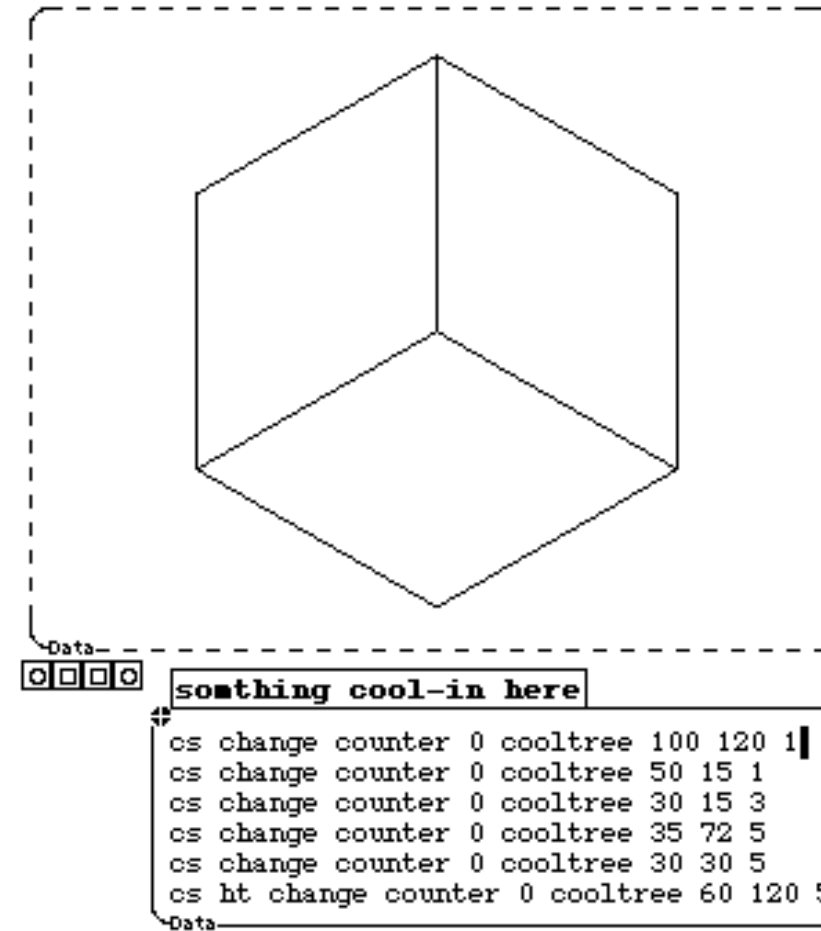 Data
somthing cool-in here
cs change counter 0 cooltree 100 120 1
cs change counter 0 cooltree 50 15 1
cs change counter 0 cooltree 30 15 3
cs change counter 0 cooltree 35 72 5
cs change counter 0 cooltree 30 30 5
cs ht change counter 0 cooltree 60 120 5
Data